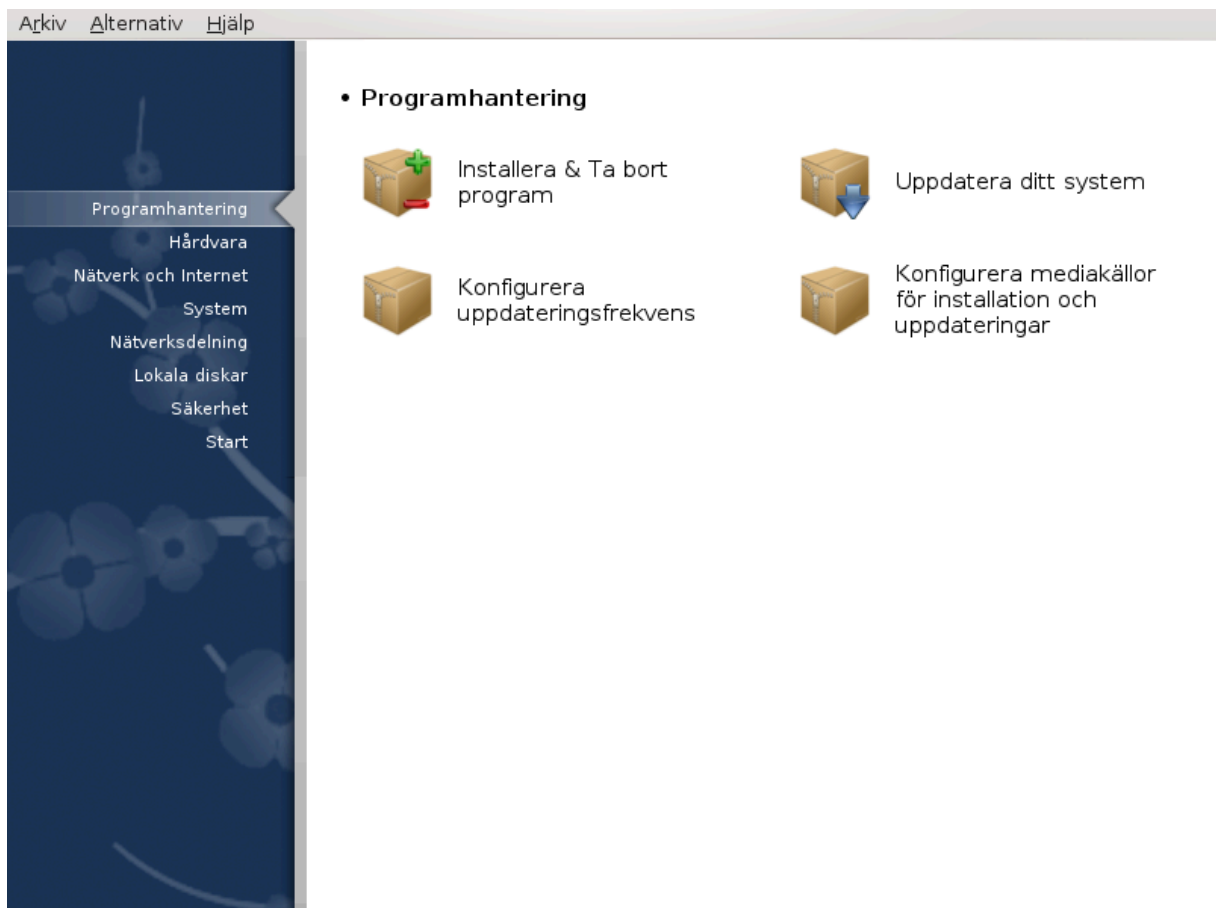 Arkiv Alternativ Hjälp
Programhantering
Hårdvara
Nätverk och Internet
System
Nätverksdelning
Lokala diskar
Säkerhet
Start
• Programhantering
Installera & Ta bort
program
Uppdatera ditt system
Konfigurera
uppdateringsfrekvens
Konfigurera mediakällor
för installation och
uppdateringar